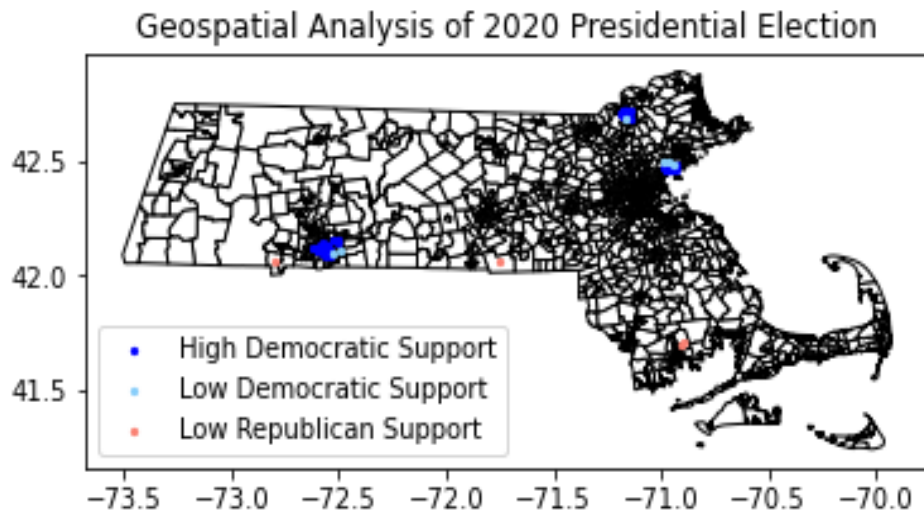 Geospatial Analysis of 2020 Presidential Election
42.5
42.0
41.5
High Democratic Support
Low Democratic Support
Low Republican Support
−73.5 −73.0 −72.5 −72.0 −71.5 −71.0 −70.5 −70.0